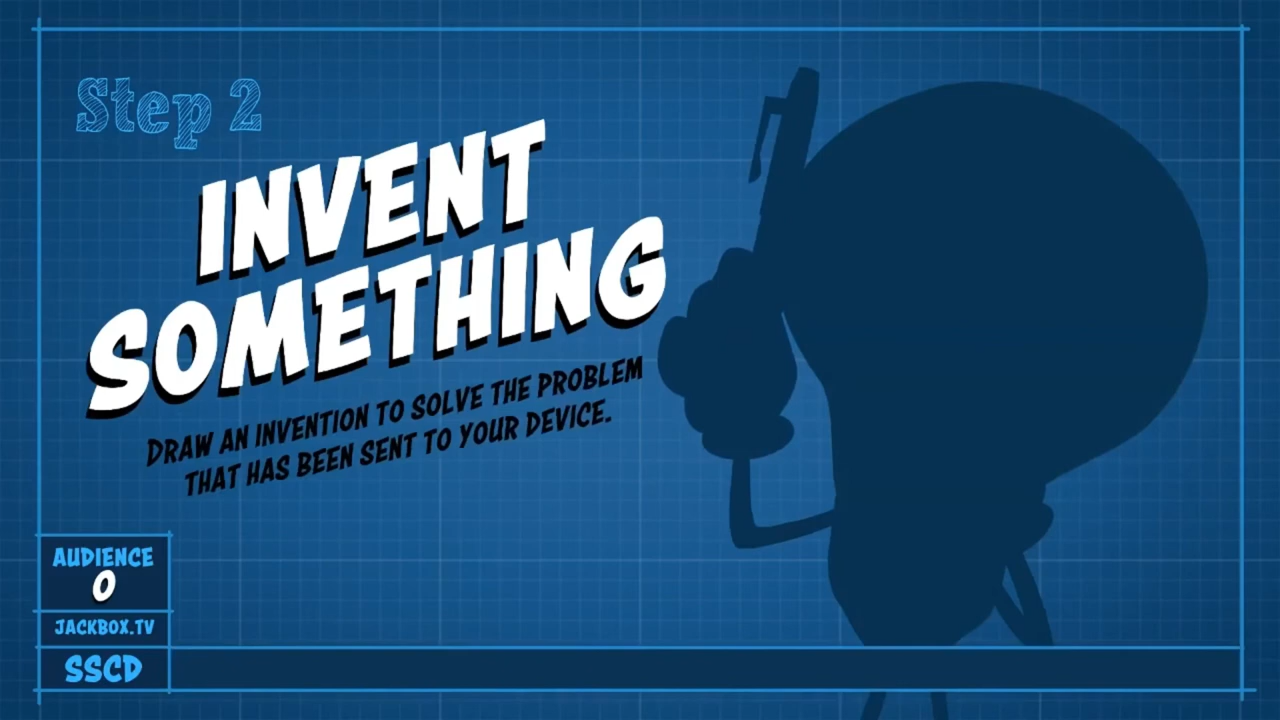 Step 2
INVENT
SOMETHING
DRAW AN INVENTION TO SOLVE THE PROBLEM
THAT HAS BEEN SENT TO YOUR DEVICE.
AUDIENCE
0
JACKBOX.TV
SSCD